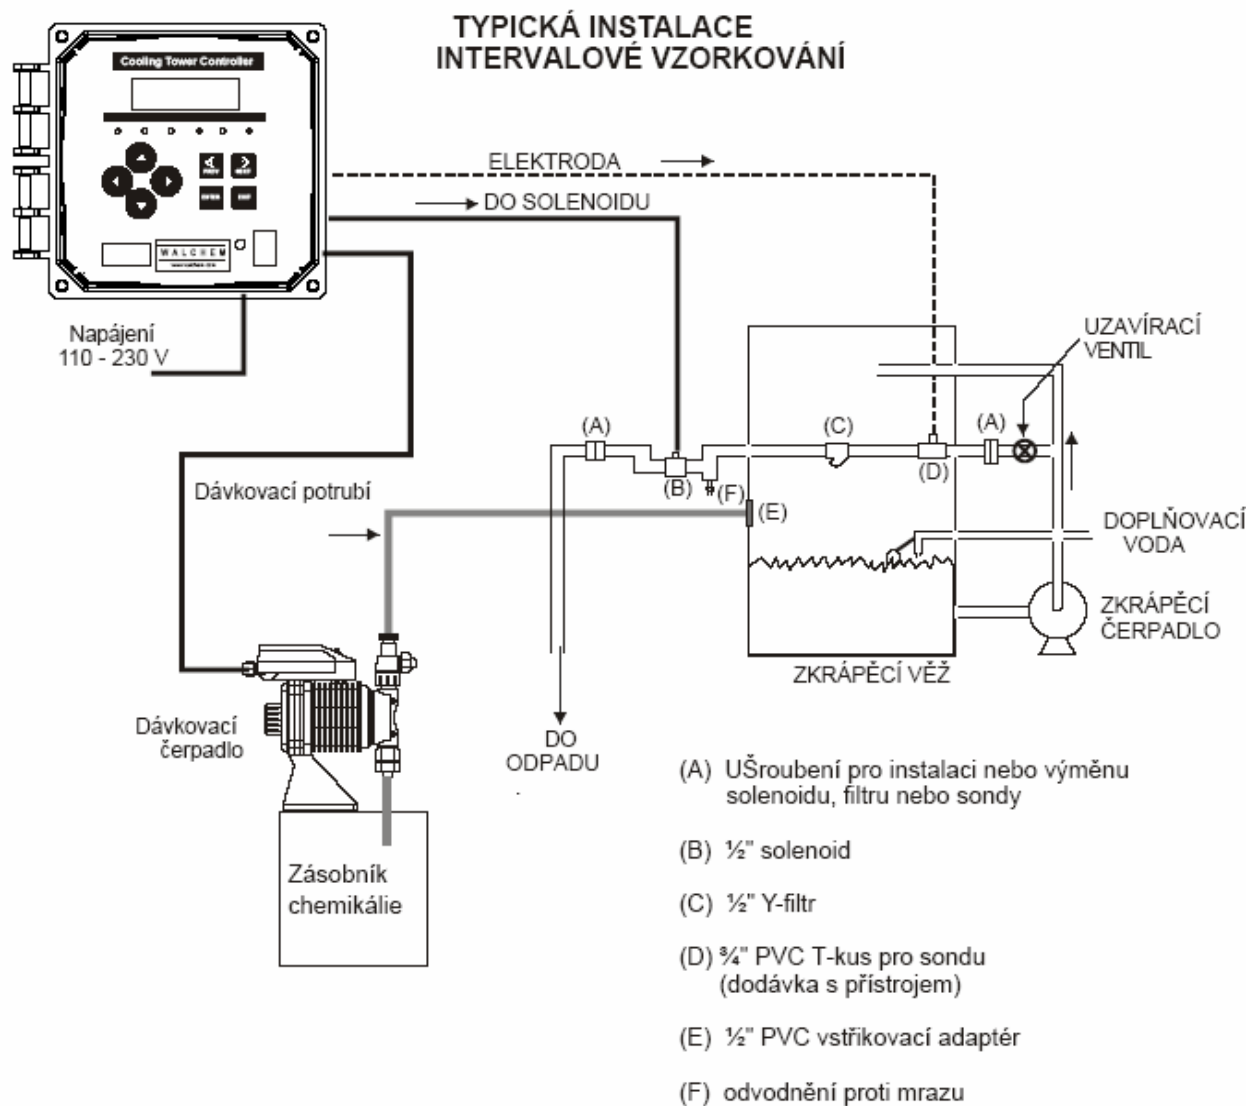 TYPICKÁ INSTALACE
INTERVALOVÉ VZORKOVÁNÍ
Cooling Tower Controller
ENTER
EXIT
WALCHEM
ELEKTRODA
DO SOLENOIDU
Napájení
110 - 230 V
UZAVÍRACÍ
VENTIL
(A)
(C)
(A)
(B)
(F)
(D)
(E)
Dávkovací potrubí
DOPLŇOVACÍ
VODA
ZKRÁPĚCÍ
ČERPADLO
ZKRÁPĚCÍ VĚŽ
Dávkovací
čerpadlo
DO
ODPADU
Zásobník
chemikálie
(A) UŠroubení pro instalaci nebo výměnu
solenoidu, filtru nebo sondy
(B) ½" solenoid
(C) ½" Y-filtr
(D) ¾" PVC T-kus pro sondu
(dodávka s přístrojem)
(E) ½" PVC vstřikovací adaptér
(F) odvodnění proti mrazu